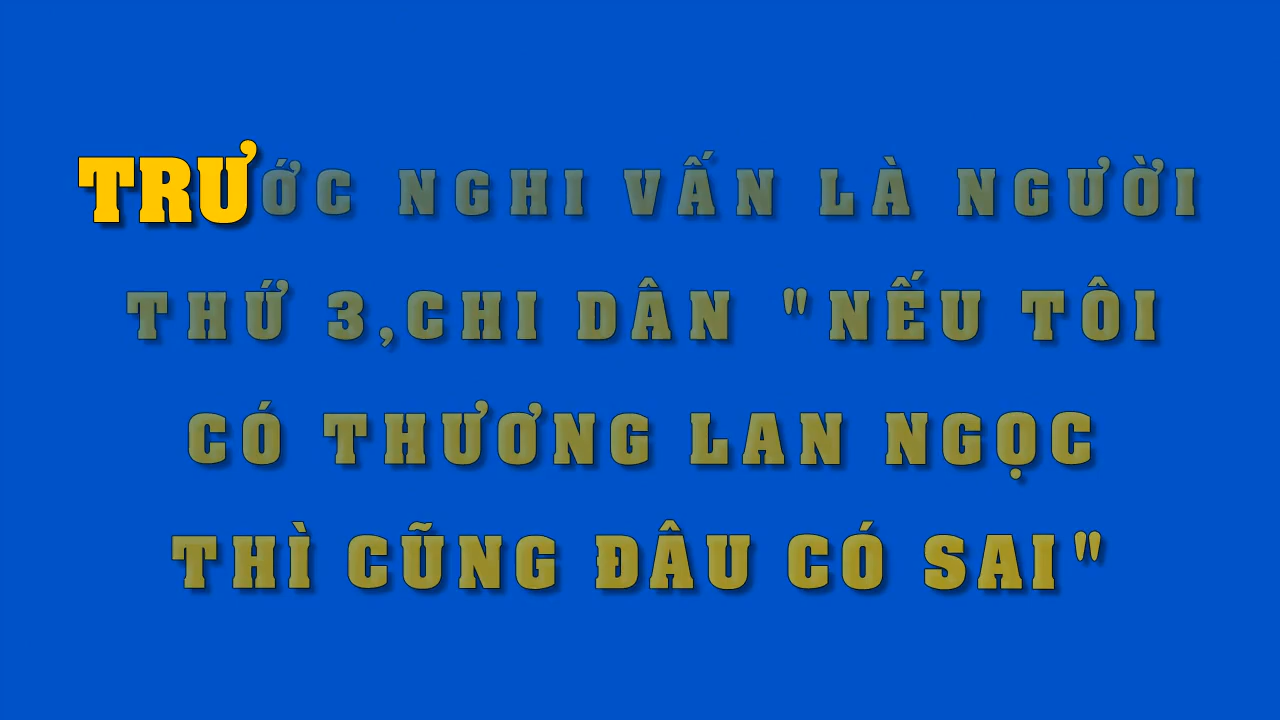 TRƯỚC NGHI VẤN LÀ NGƯỜI
THỨ 3,CHI DÂN "NẾU TÔI
CÓ THƯƠNG LAN NGỌC
THÌ CŨNG ĐÂU CÓ SAI"